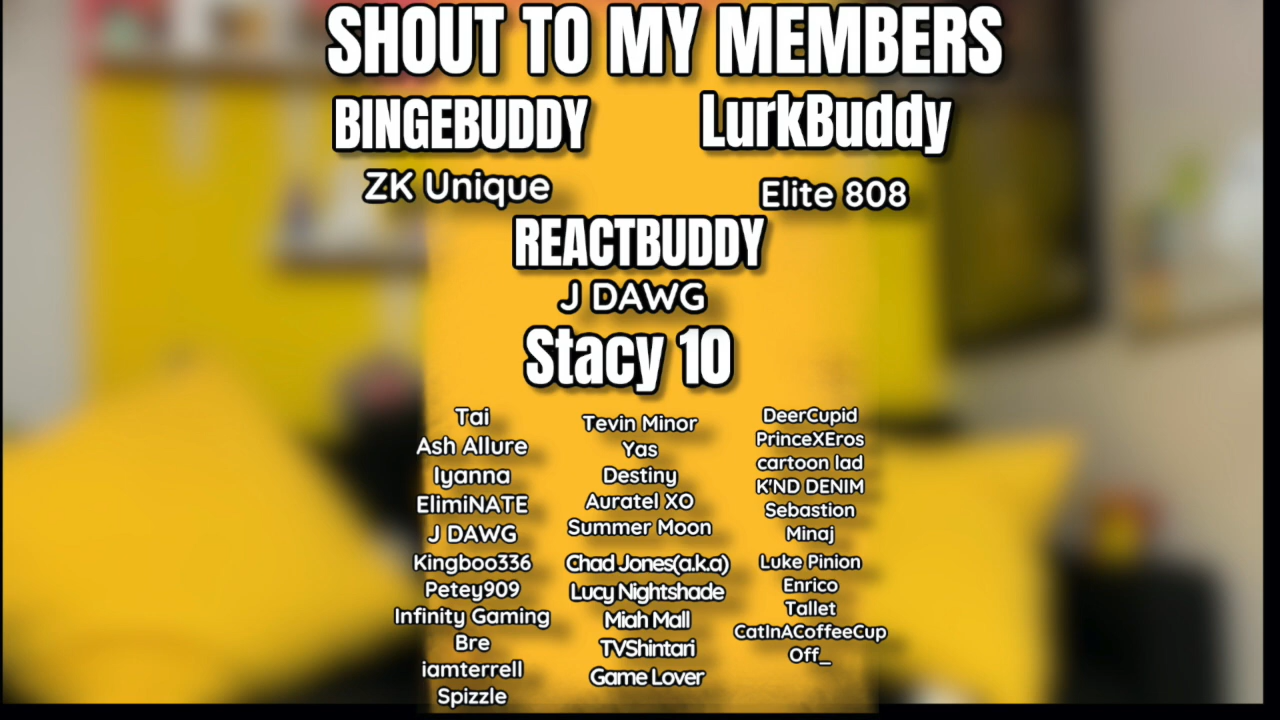 SHOUT TO MY MEMBERS
BINGEBUDDY
ZK Unique
LurkBuddy
Elite 808
REACTBUDDY
J DAWG
Stacy 10
Tai
Ash Allure
Iyanna
ElimiNATE
J DAWG
Kingboo336
Petey909
Infinity Gaming
Bre
iamterrell
Spizzle
Tevin Minor
Yas
Destiny
Auratel XO
Summer Moon
Chad Jones(a.k.a)
Lucy Nightshade
Miah Mall
TVShintari
Game Lover
DeerCupid
PrinceXEros
cartoon lad
K'ND DENIM
Sebastion
Minaj
Luke Pinion
Enrico
Tallet
CatInACoffeeCup
Off_